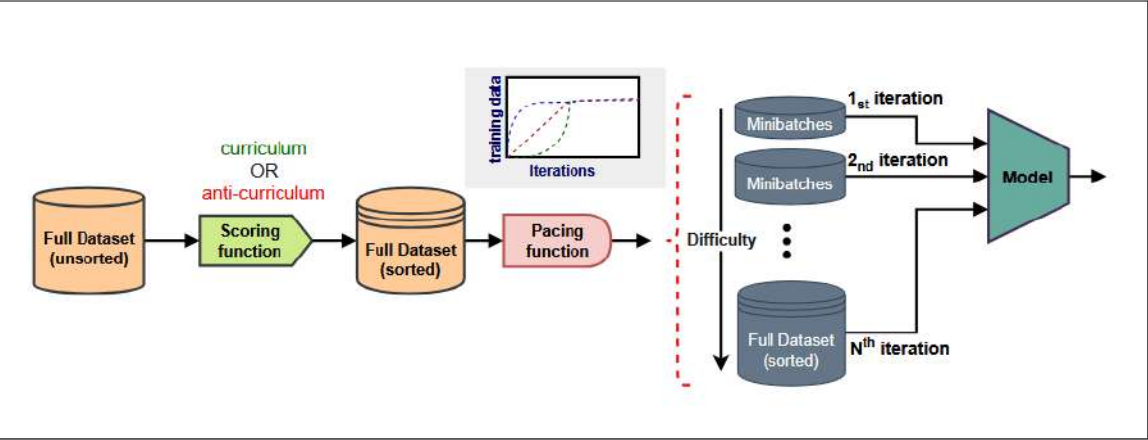 curriculum
OR
anti-curriculum
Full Dataset
(unsorted)
Scoring
function
Full Dataset
(sorted)
training data
Iterations
Pacing
function
Difficulty
Minibatches
Minibatches
Full Dataset
(sorted)
1st iteration
2nd iteration
Nth iteration
Model